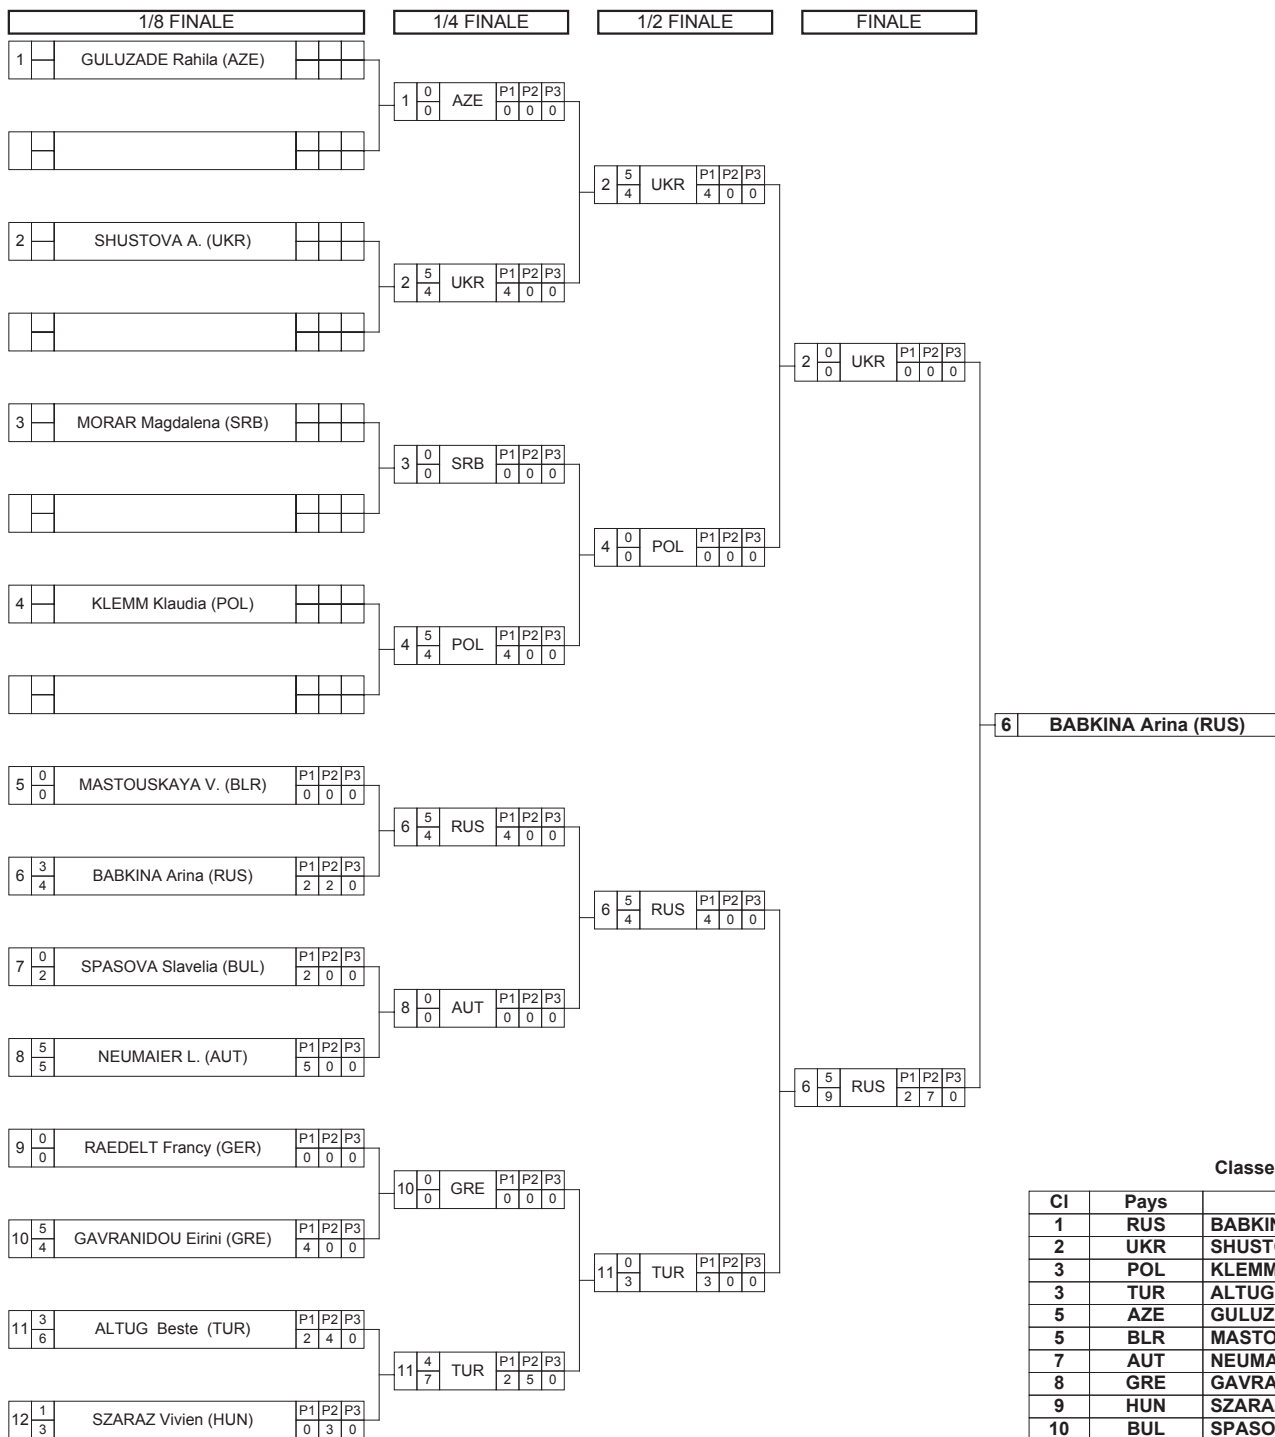 1/8 FINALE 1/4 FINALE 1/2 FINALE FINALE
1 GULUZADE Rahila (AZE)
1 0 0 AZE P1 P2 P3 0 0 0
2 5 4 UKR P1 P2 P3 4 0 0
2 SHUSTOVA A. (UKR)
2 5 4 UKR P1 P2 P3 4 0 0
2 0 0 UKR P1 P2 P3 0 0 0
3 MORAR Magdalena (SRB)
3 0 0 SRB P1 P2 P3 0 0 0
4 0 0 POL P1 P2 P3 0 0 0
4 KLEMM Klaudia (POL)
4 5 4 POL P1 P2 P3 4 0 0
6 BABKINA Arina (RUS)
5 0 0 MASTOUSKAYA V. (BLR) P1 P2 P3 0 0 0
6 5 4 RUS P1 P2 P3 4 0 0
6 3 4 BABKINA Arina (RUS) P1 P2 P3 2 2 0
6 5 4 RUS P1 P2 P3 4 0 0
7 0 2 SPASOVA Slavelia (BUL) P1 P2 P3 2 0 0
8 0 0 AUT P1 P2 P3 0 0 0
8 5 5 NEUMAIER L. (AUT) P1 P2 P3 5 0 0
6 5 9 RUS P1 P2 P3 2 7 0
9 0 0 RAEDELT Francy (GER) P1 P2 P3 0 0 0
10 0 0 GRE P1 P2 P3 0 0 0
10 5 4 GAVRANIDOU Eirini (GRE) P1 P2 P3 4 0 0
11 0 3 TUR P1 P2 P3 3 0 0
11 3 6 ALTUG Beste (TUR) P1 P2 P3 2 4 0
11 4 7 TUR P1 P2 P3 2 5 0
12 1 3 SZARAZ Vivien (HUN) P1 P2 P3 0 3 0
Classe
Cl Pays
1 RUS BABKIN
2 UKR SHUST
3 POL KLEMM
3 TUR ALTUG
5 AZE GULUZ
5 BLR MASTO
7 AUT NEUMA
8 GRE GAVRA
9 HUN SZARA
10 BUL SPASO